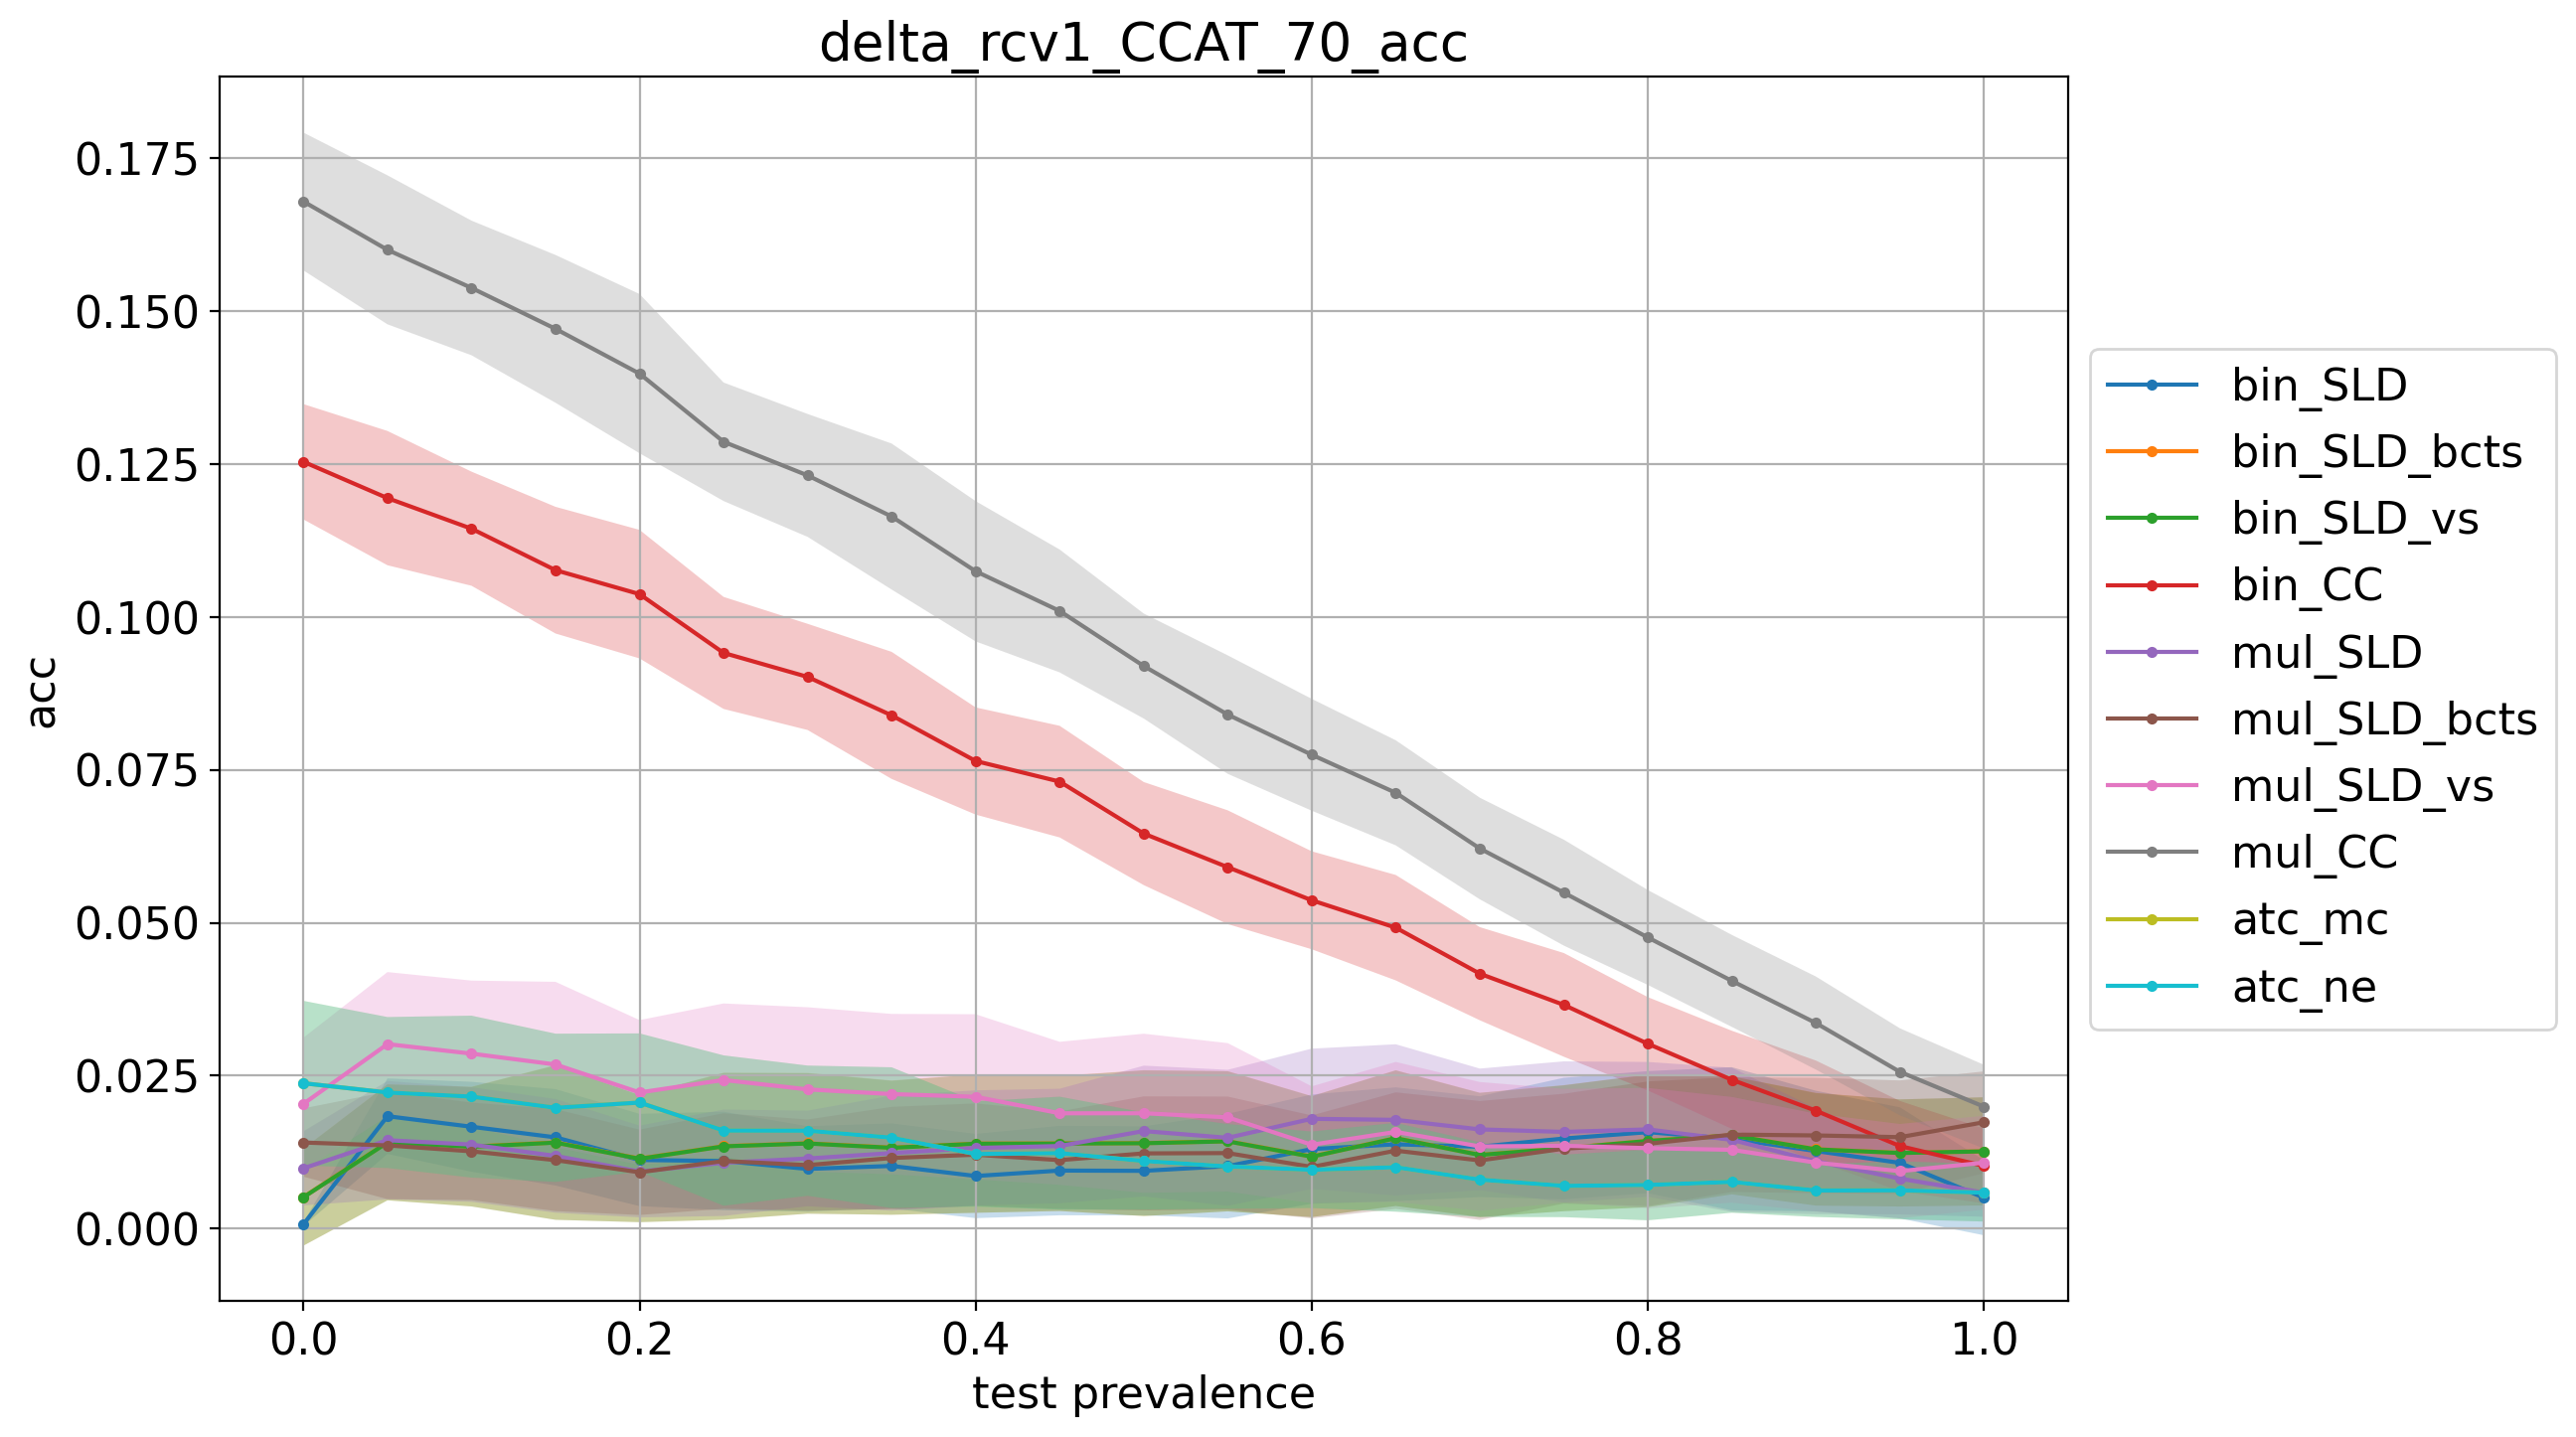 delta_rcv1_CCAT_70_acc
0.175
0.150
0.125
0.100
0.075
0.050
0.025
0.000
acc
0.0 0.2 0.4 0.6 0.8 1.0
test prevalence
bin_SLD
bin_SLD_bcts
bin_SLD_vs
bin_CC
mul_SLD
mul_SLD_bcts
mul_SLD_vs
mul_CC
atc_mc
atc_ne